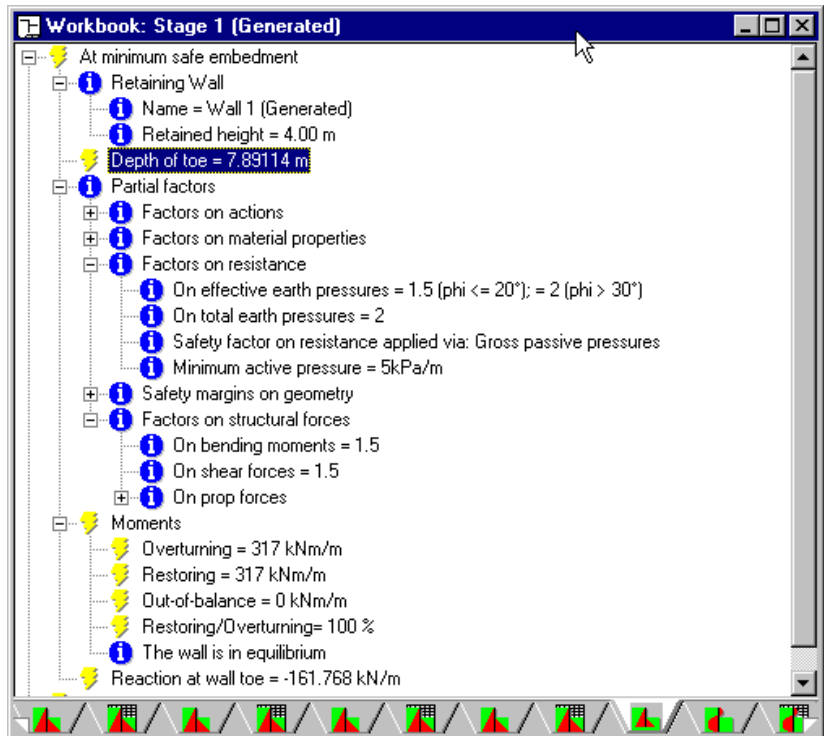 Workbook: Stage 1 (Generated)
At minimum safe embedment
Retaining Wall
Name = Wall 1 (Generated)
Retained height = 4.00 m
Depth of toe = 7.89114 m
Partial factors
Factors on actions
Factors on material properties
Factors on resistance
On effective earth pressures = 1.5 (phi <= 20°); = 2 (phi > 30°)
On total earth pressures = 2
Safety factor on resistance applied via: Gross passive pressures
Minimum active pressure = 5kPa/m
Safety margins on geometry
Factors on structural forces
On bending moments = 1.5
On shear forces = 1.5
On prop forces
Moments
Overturning = 317 kNm/m
Restoring = 317 kNm/m
Out-of-balance = 0 kNm/m
Restoring/Overturning= 100 %
The wall is in equilibrium
Reaction at wall toe = -161.768 kN/m